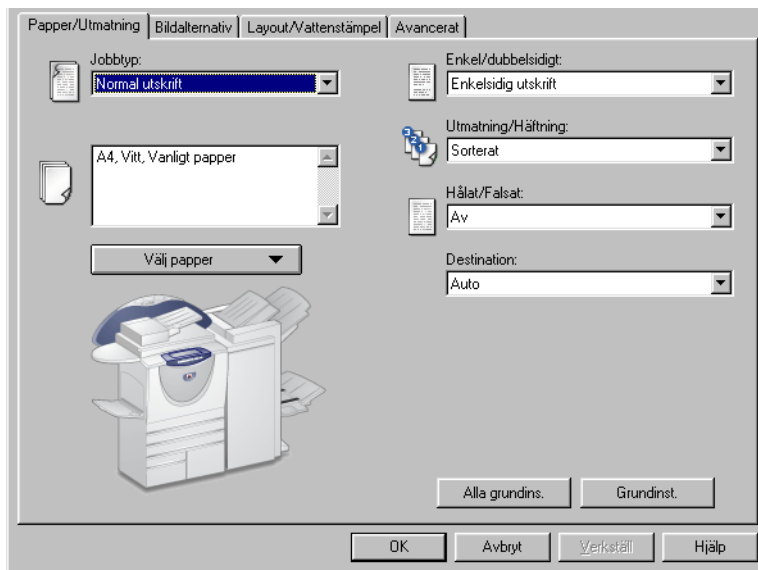 Papper/Utmatning
Bildalternativ
Layout/Vattenstämpel
Avancerat
Jobbtyp:
Normal utskrift
A4, Vitt, Vanligt papper
Välj papper
Enkel/dubbelsidigt:
Enkelsidig utskrift
Utmatning/Häftning:
Sorterat
Hålat/Falsat:
Av
Destination:
Auto
Alla grundins.
Grundinst.
OK
Avbryt
Verkställ
Hjälp